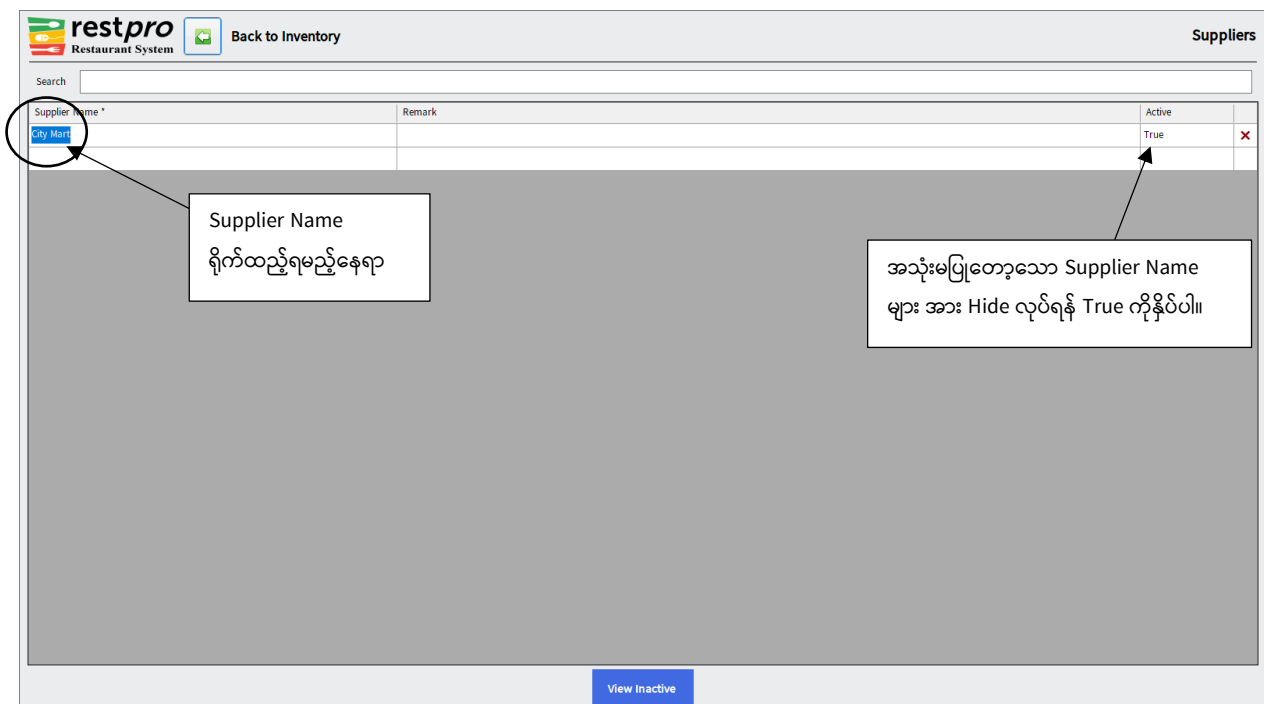 restpro
Restaurant System
Back to Inventory
Suppliers
Search
Supplier Name *
Remark
Active
City Mart
True
Supplier Name
ရိုက်ထည့်ရမည့်နေရာ
အသုံးမပြုတော့သော Supplier Name
များ အား Hide လုပ်ရန် True ကိုနှိပ်ပါ။
View Inactive